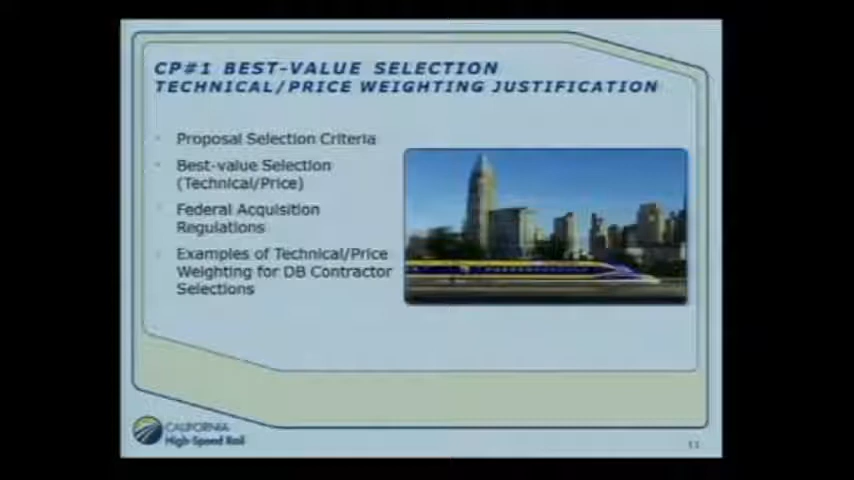 CP#1 BEST-VALUE SELECTION
TECHNICAL/PRICE WEIGHTING JUSTIFICATION
Proposal Selection Criteria
Best-value Selection
(Technical/Price)
Federal Acquisition
Regulations
Examples of Technical/Price
Weighting for DB Contractor
Selections
CALIFORNIA
High-Speed Rail